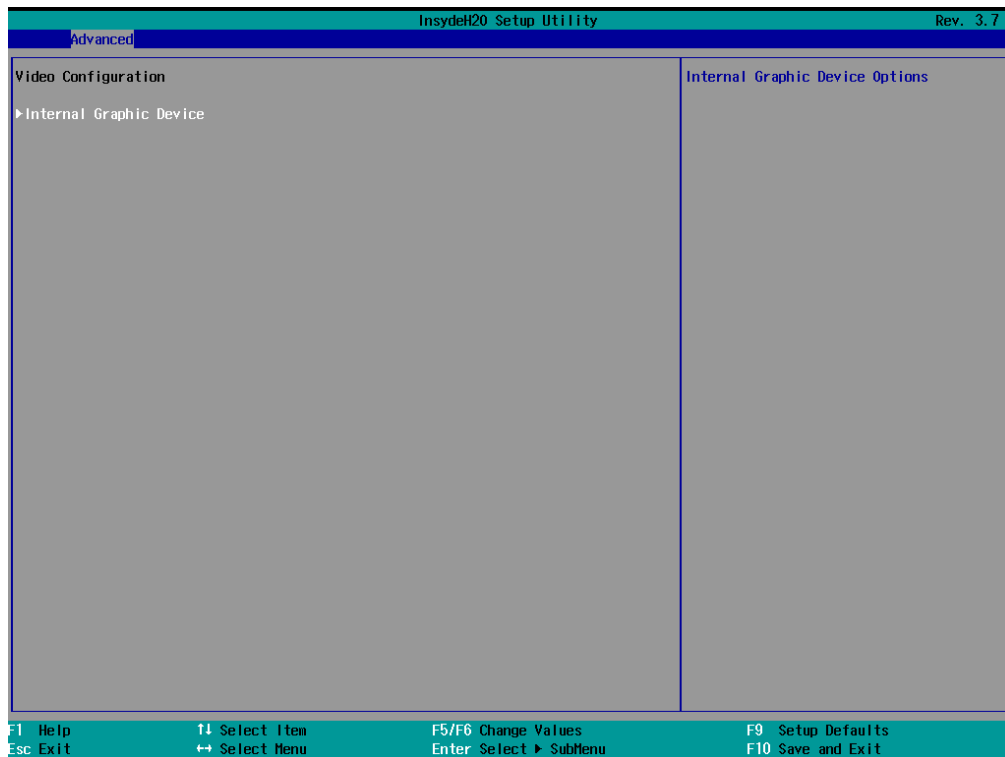 InsydeH20 Setup Utility Rev. 3.7
Advanced
Video Configuration
Internal Graphic Device Options
▶Internal Graphic Device
F1 Help ↑↓ Select Item F5/F6 Change Values F9 Setup Defaults
Esc Exit ↔ Select Menu Enter Select ▶ SubMenu F10 Save and Exit